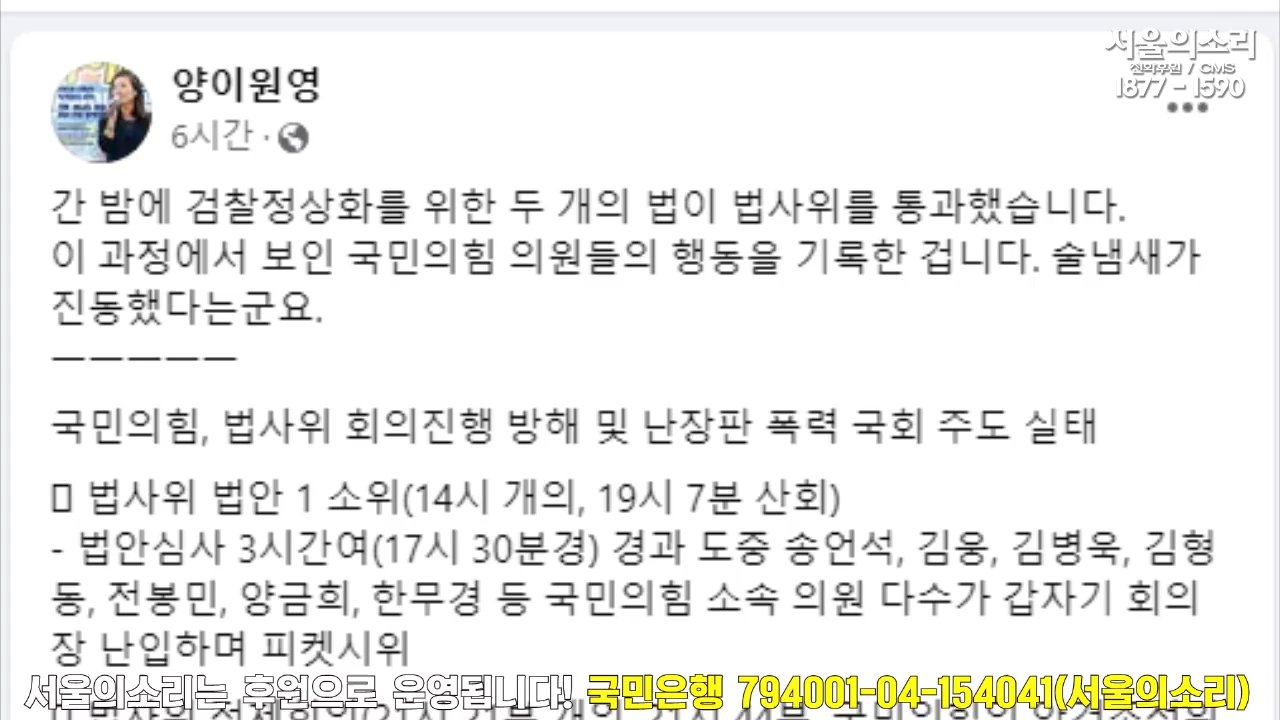 서울의소리
전화후원 / CMS
1877 - 1590
양이원영
6시간 ·
간 밤에 검찰정상화를 위한 두 개의 법이 법사위를 통과했습니다.
이 과정에서 보인 국민의힘 의원들의 행동을 기록한 겁니다. 술냄새가
진동했다는군요.
ㅡㅡㅡㅡㅡ
국민의힘, 법사위 회의진행 방해 및 난장판 폭력 국회 주도 실태
▯ 법사위 법안 1 소위(14시 개의, 19시 7분 산회)
- 법안심사 3시간여(17시 30분경) 경과 도중 송언석, 김웅, 김병욱, 김형
동, 전봉민, 양금희, 한무경 등 국민의힘 소속 의원 다수가 갑자기 회의
장 난입하며 피켓시위
서울의소리는 후원으로 운영됩니다! 국민은행 794001-04-154041(서울의소리)